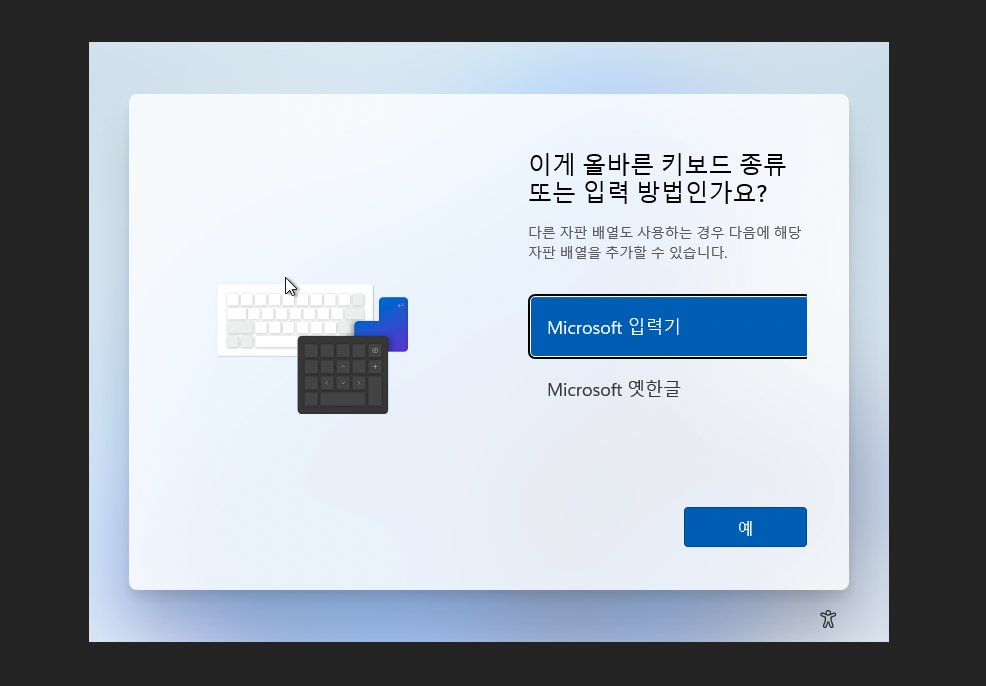 이게 올바른 키보드 종류
또는 입력 방법인가요?
다른 자판 배열도 사용하는 경우 다음에 해당
자판 배열을 추가할 수 있습니다.
Microsoft 입력기
Microsoft 옛한글
예